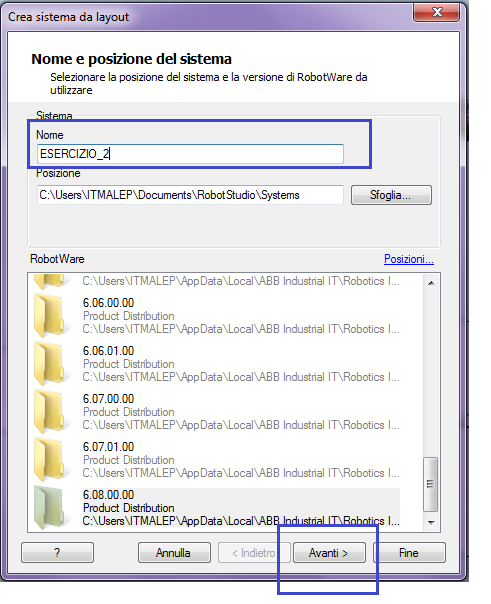 Crea sistema da layout
Nome e posizione del sistema
Selezionare la posizione del sistema e la versione di RobotWare da
utilizzare
Sistema
Nome
ESERCIZIO_2
Posizione
C:\Users\ITMALEP\Documents\RobotStudio\Systems
Sfoglia...
RobotWare
Posizioni...
C:\Users\ITMALEP\AppData\Local\ABB Industrial IT\Robotics I...
6.06.00.00
Product Distribution
C:\Users\ITMALEP\AppData\Local\ABB Industrial IT\Robotics I...
6.06.01.00
Product Distribution
C:\Users\ITMALEP\AppData\Local\ABB Industrial IT\Robotics I...
6.07.00.00
Product Distribution
C:\Users\ITMALEP\AppData\Local\ABB Industrial IT\Robotics I...
6.07.01.00
Product Distribution
C:\Users\ITMALEP\AppData\Local\ABB Industrial IT\Robotics I...
6.08.00.00
Product Distribution
C:\Users\ITMALEP\AppData\Local\ABB Industrial IT\Robotics I...
?
Annulla
< Indietro
Avanti >
Fine